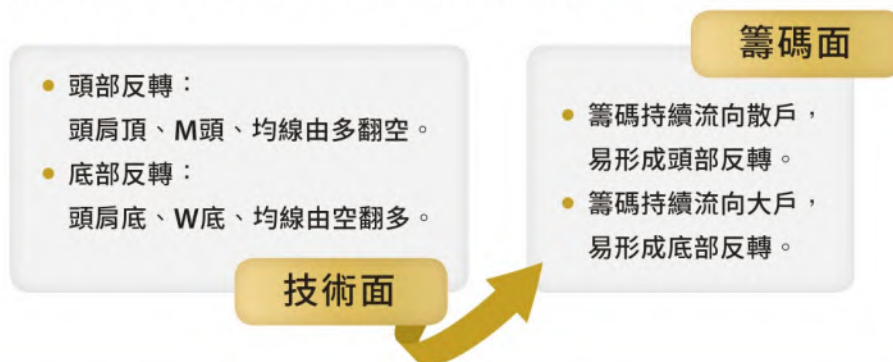 • 頭部反轉：
頭肩頂、M頭、均線由多翻空。
• 底部反轉：
頭肩底、W底、均線由空翻多。
技術面
籌碼面
• 籌碼持續流向散戶，
易形成頭部反轉。
• 籌碼持續流向大戶，
易形成底部反轉。